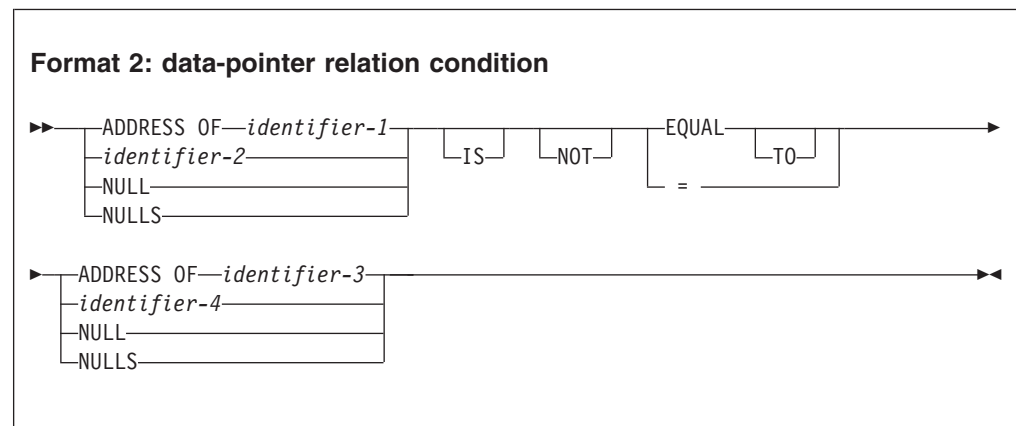 Format 2: data-pointer relation condition
ADDRESS OF identifier-1 EQUAL
identifier-2 IS NOT TO
NULL =
NULLS
ADDRESS OF identifier-3
identifier-4
NULL
NULLS